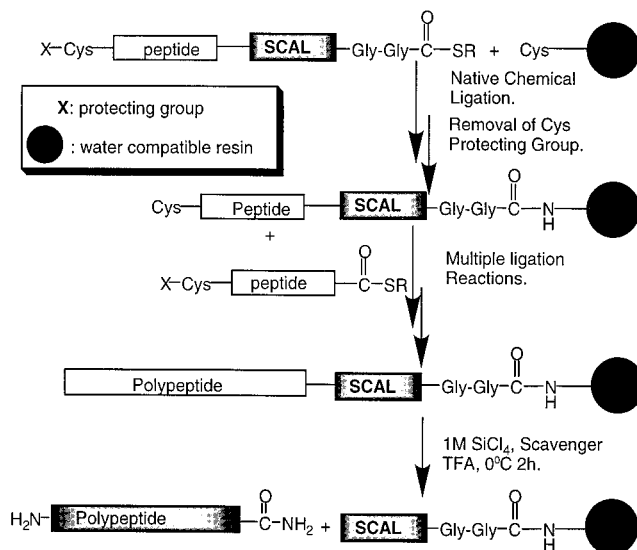 X–Cys peptide SCAL Gly-Gly C SR + Cys
O
Native Chemical
Ligation.
X: protecting group
: water compatible resin
Removal of Cys
Protecting Group.
O
Cys Peptide SCAL Gly-Gly C N
H
+
O
X–Cys peptide C–SR
Multiple ligation
Reactions.
O
Polypeptide SCAL Gly-Gly C N
H
1M SiCl4, Scavenger
TFA, 0ºC 2h.
O O
H2N Polypeptide C NH2 + SCAL Gly-Gly C N
H